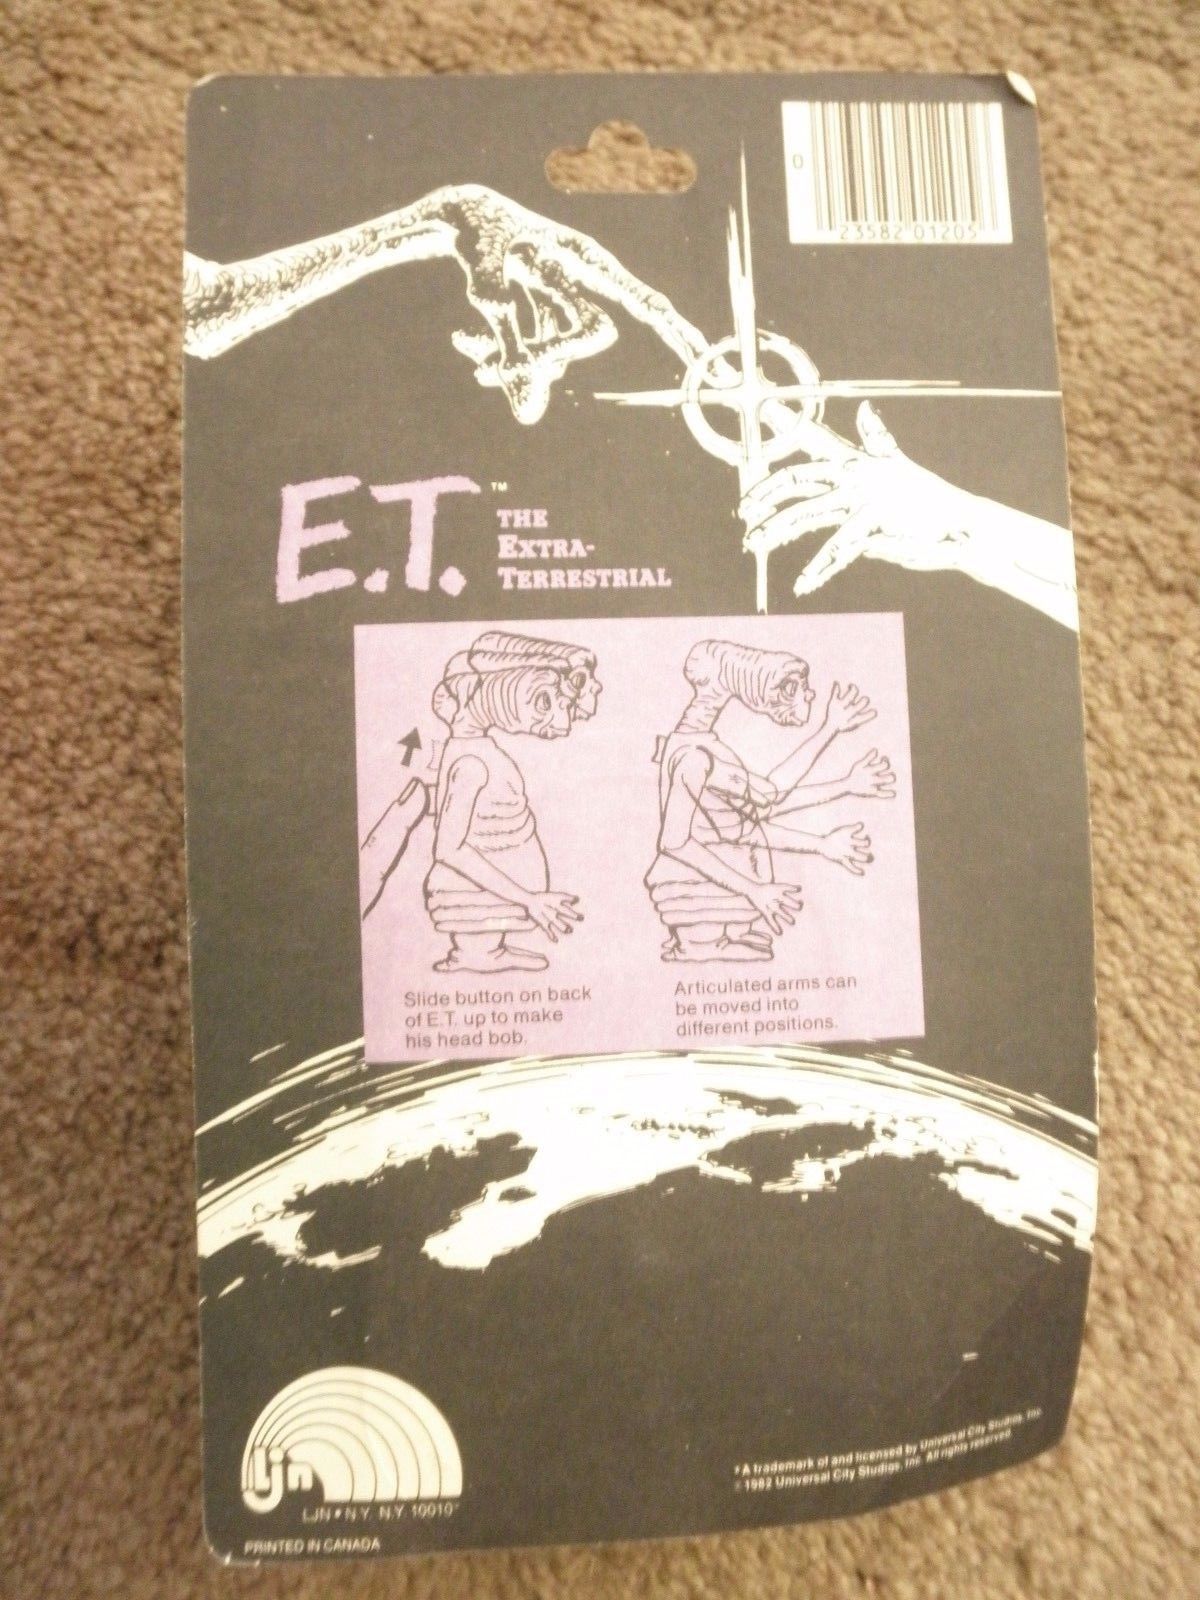 0
23582 01205
E.T.™
THE
EXTRA-
TERRESTRIAL
Slide button on back
of E.T. up to make
his head bob.
Articulated arms can
be moved into
different positions.
Ljn
LJN • N.Y. N.Y. 10010
PRINTED IN CANADA
*A trademark of and licensed by Universal City Studios, Inc.
© 1982 Universal City Studios, Inc. All rights reserved.